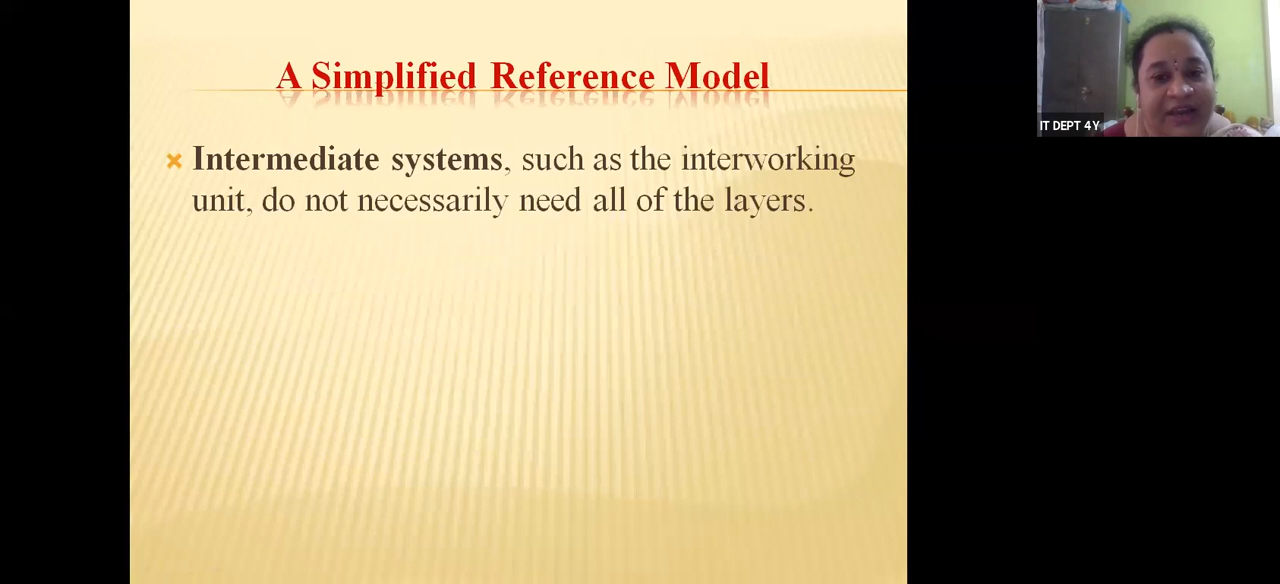 A Simplified Reference Model
Intermediate systems, such as the interworking
unit, do not necessarily need all of the layers.
IT DEPT 4Y